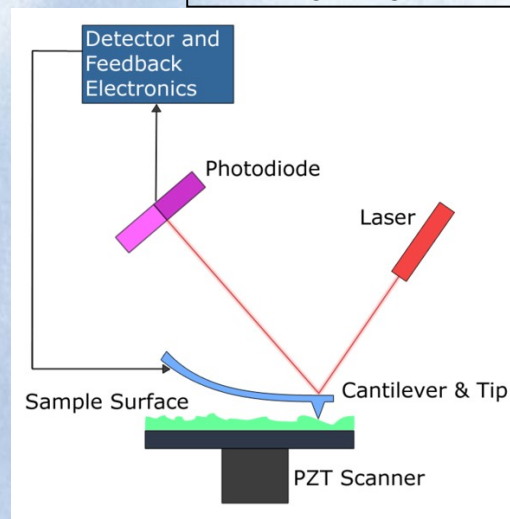 Detector and
Feedback
Electronics
Photodiode
Laser
Cantilever & Tip
Sample Surface
PZT Scanner